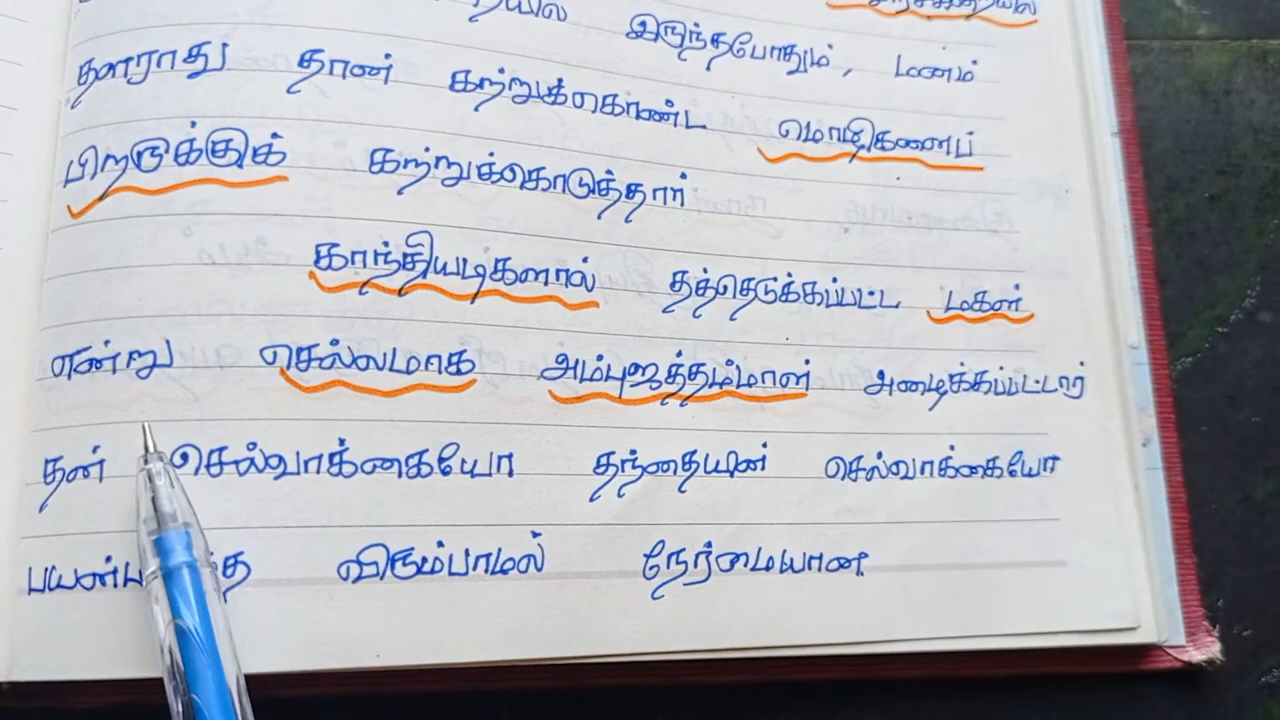 இருந்தபோதும், மனம்
தளராது தான் கற்றுக்கொண்ட மொழிகளைப்
பிறருக்குக் கற்றுக்கொடுத்தார்
காந்தியடிகளால் தத்தெடுக்கப்பட்ட மகள்
என்று செல்லமாக அம்புஜத்தம்மாள் அழைக்கப்பட்டார்
தன் செல்வாக்கையோ தந்தையின் செல்வாக்கையோ
விரும்பாமல் நேர்மையான